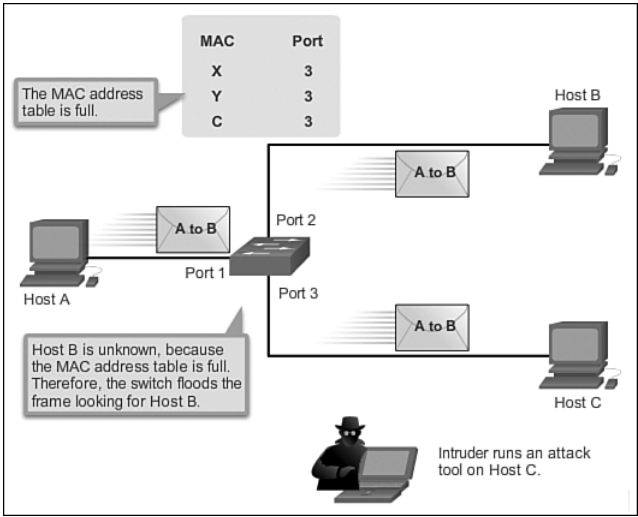 MAC Port
X 3
Y 3
C 3
The MAC address
table is full.
Host B
A to B
A to B
Port 2
Port 1
Host A
Port 3
A to B
Host B is unknown, because
the MAC address table is full.
Therefore, the switch floods the
frame looking for Host B.
Host C
Intruder runs an attack
tool on Host C.